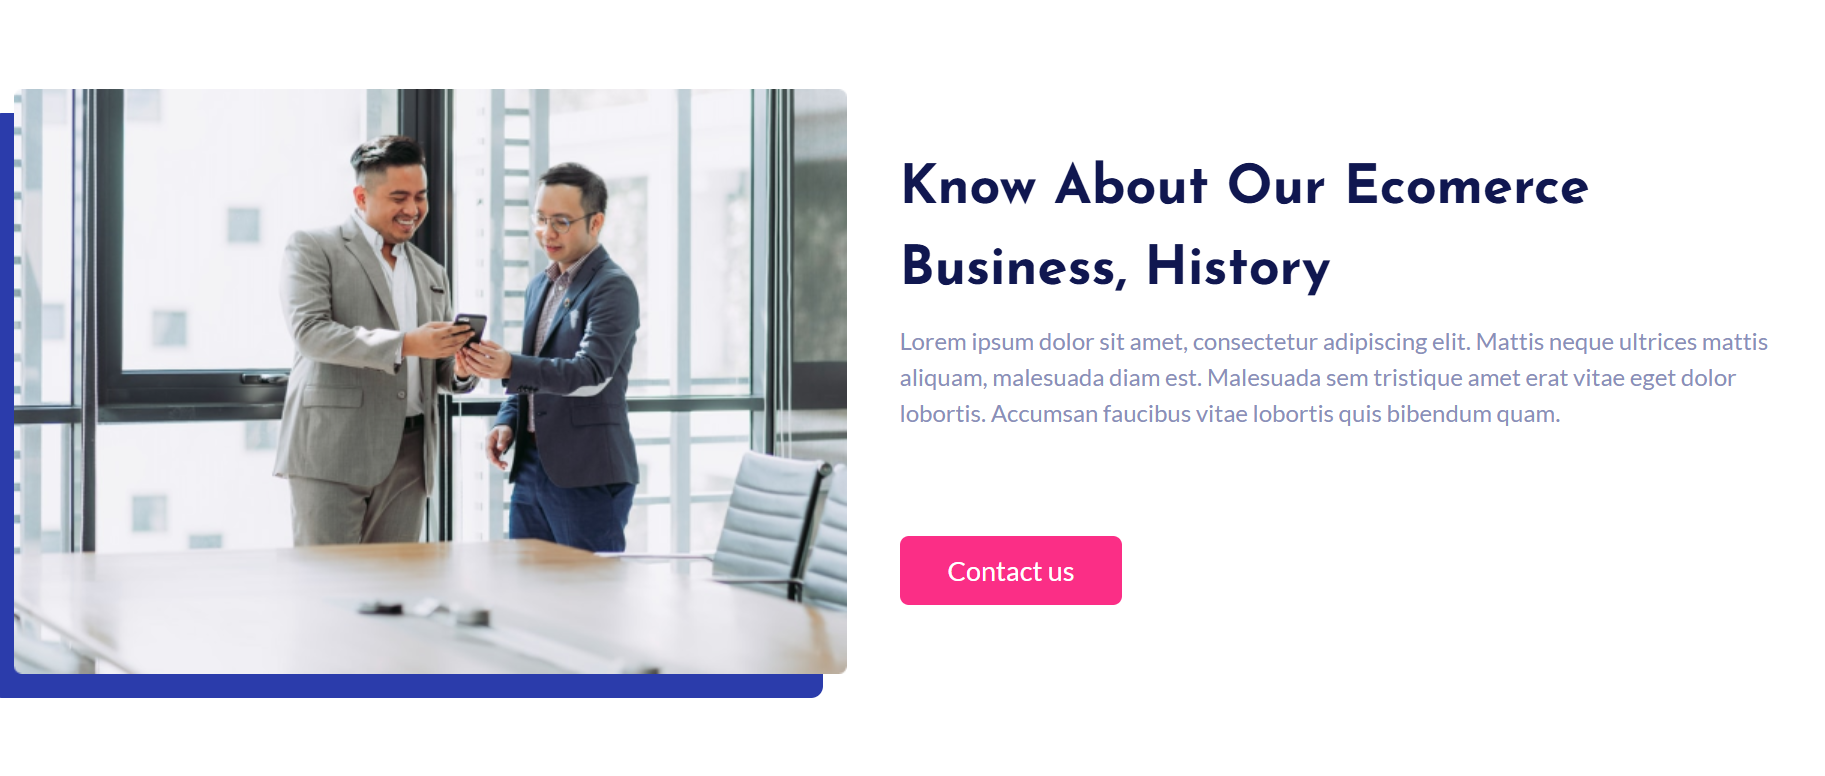 Know About Our Ecomerce
Business, History
Lorem ipsum dolor sit amet, consectetur adipiscing elit. Mattis neque ultrices mattis
aliquam, malesuada diam est. Malesuada sem tristique amet erat vitae eget dolor
lobortis. Accumsan faucibus vitae lobortis quis bibendum quam.
Contact us